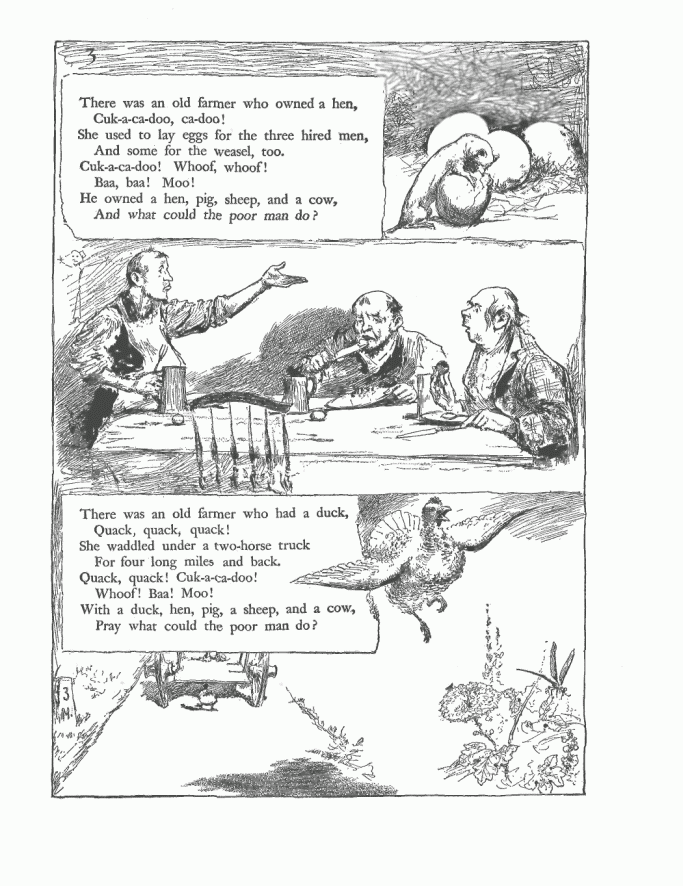 3
There was an old farmer who owned a hen,
Cuk-a-ca-doo, ca-doo!
She used to lay eggs for the three hired men,
And some for the weasel, too.
Cuk-a-ca-doo! Whoof, whoof!
Baa, baa! Moo!
He owned a hen, pig, sheep, and a cow,
And what could the poor man do?
There was an old farmer who had a duck,
Quack, quack, quack!
She waddled under a two-horse truck
For four long miles and back.
Quack, quack! Cuk-a-ca-doo!
Whoof! Baa! Moo!
With a duck, hen, pig, a sheep, and a cow,
Pray what could the poor man do?
3
M.